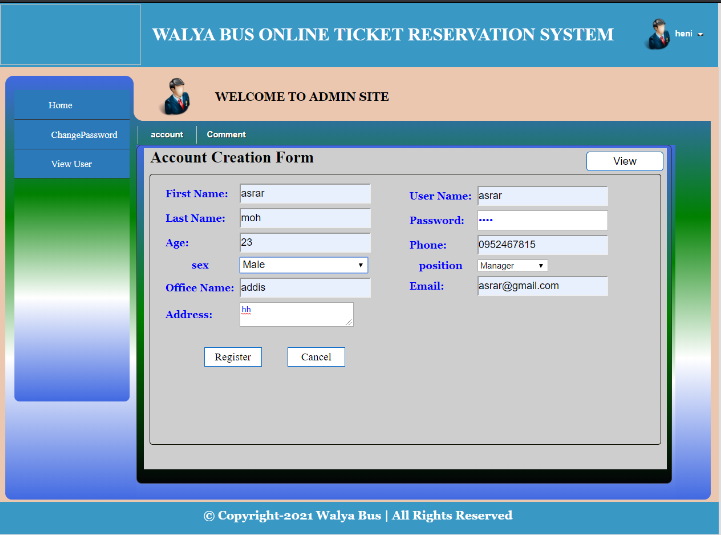 WALYA BUS ONLINE TICKET RESERVATION SYSTEM
heni
Home
ChangePassword
View User
WELCOME TO ADMIN SITE
account
Comment
Account Creation Form
View
First Name: asrar
Last Name: moh
Age: 23
sex Male
Office Name: addis
Address: hh
User Name: asrar
Password: ••••
Phone: 0952467815
position Manager
Email: asrar@gmail.com
Register
Cancel
© Copyright-2021 Walya Bus | All Rights Reserved